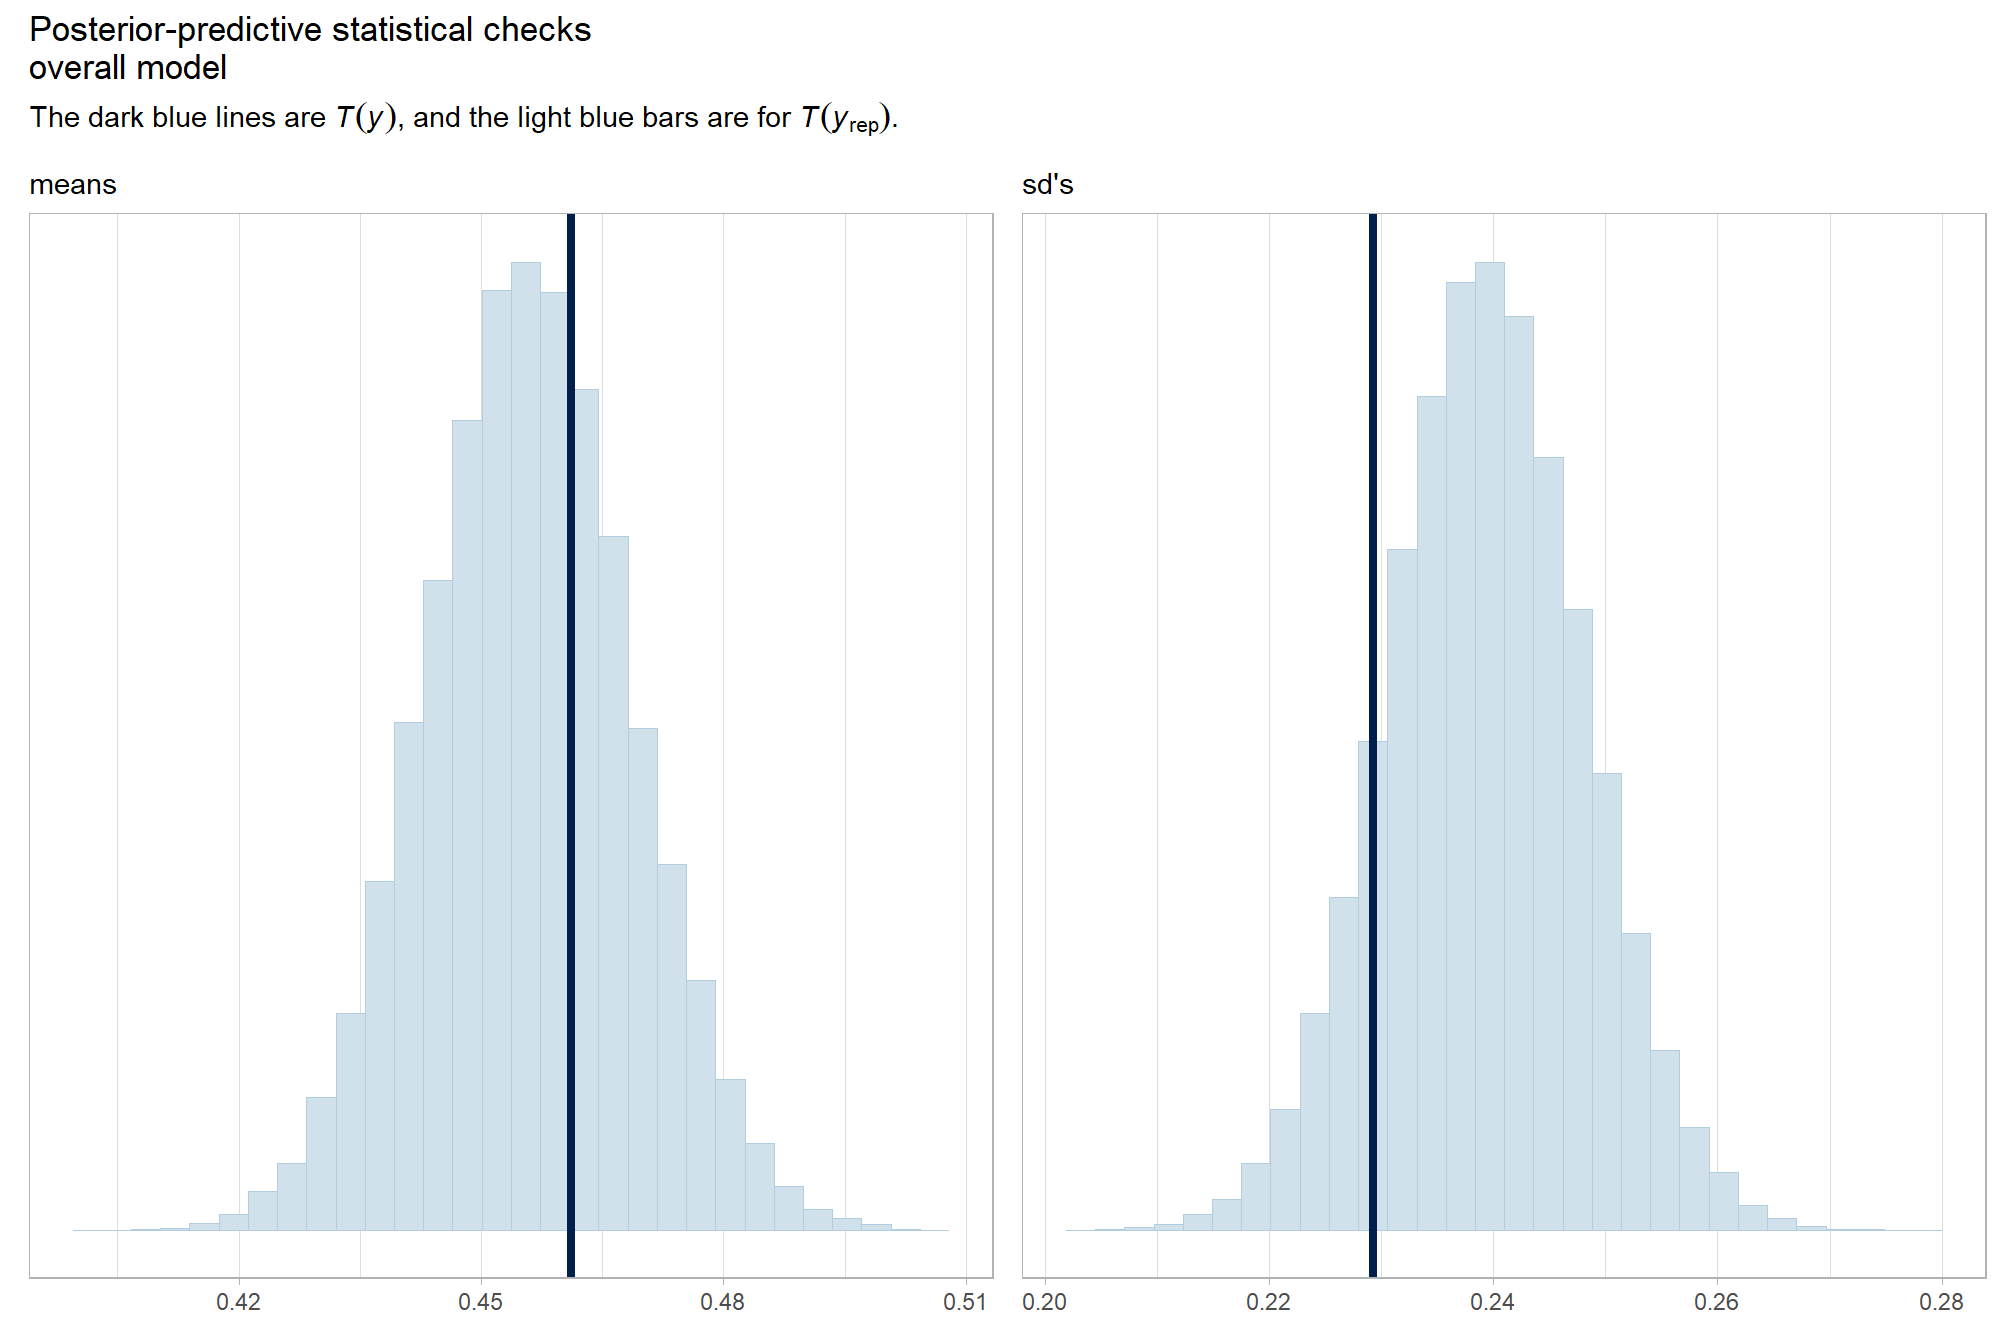 Posterior-predictive statistical checks
overall model
The dark blue lines are T(y), and the light blue bars are for T(yrep).
means
sd's
0.42 0.45 0.48 0.51
0.20 0.22 0.24 0.26 0.28